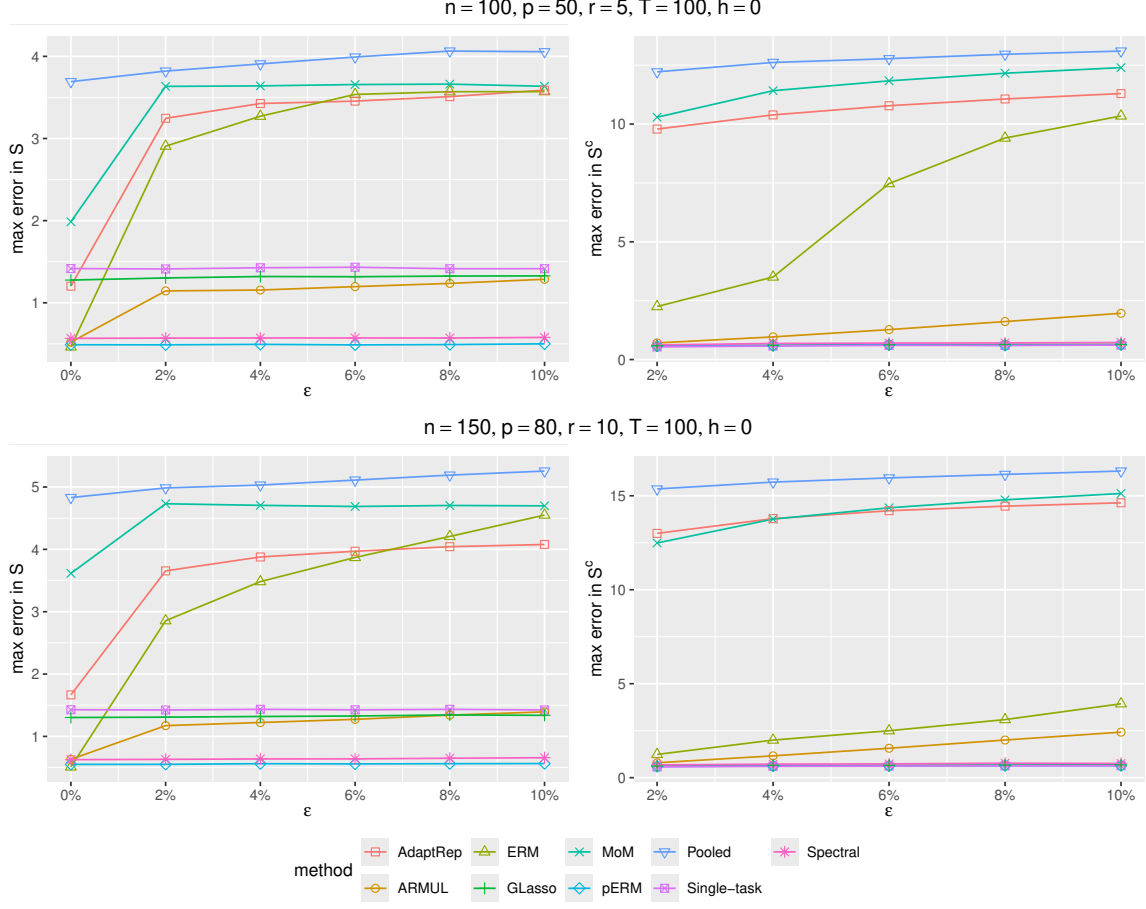 n = 100, p = 50, r = 5, T = 100, h = 0
max error in S
4
3
2
1
0% 2% 4% 6% 8% 10%
ε
max error in Sᶜ
10
5
0
2% 4% 6% 8% 10%
ε
n = 150, p = 80, r = 10, T = 100, h = 0
max error in S
5
4
3
2
1
0% 2% 4% 6% 8% 10%
ε
max error in Sᶜ
15
10
5
0
2% 4% 6% 8% 10%
ε
method
AdaptRep ERM MoM Pooled Spectral
ARMUL GLasso pERM Single−task